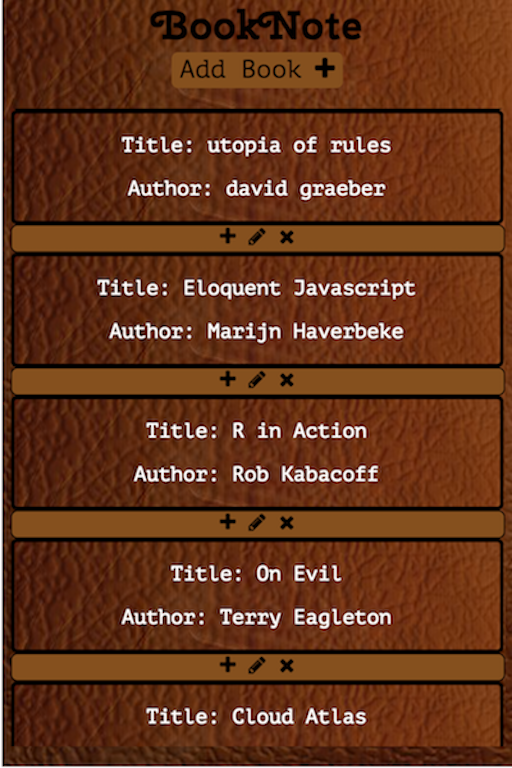 BookNote
Add Book +
Title: utopia of rules
Author: david graeber
Title: Eloquent Javascript
Author: Marijn Haverbeke
Title: R in Action
Author: Rob Kabacoff
Title: On Evil
Author: Terry Eagleton
Title: Cloud Atlas